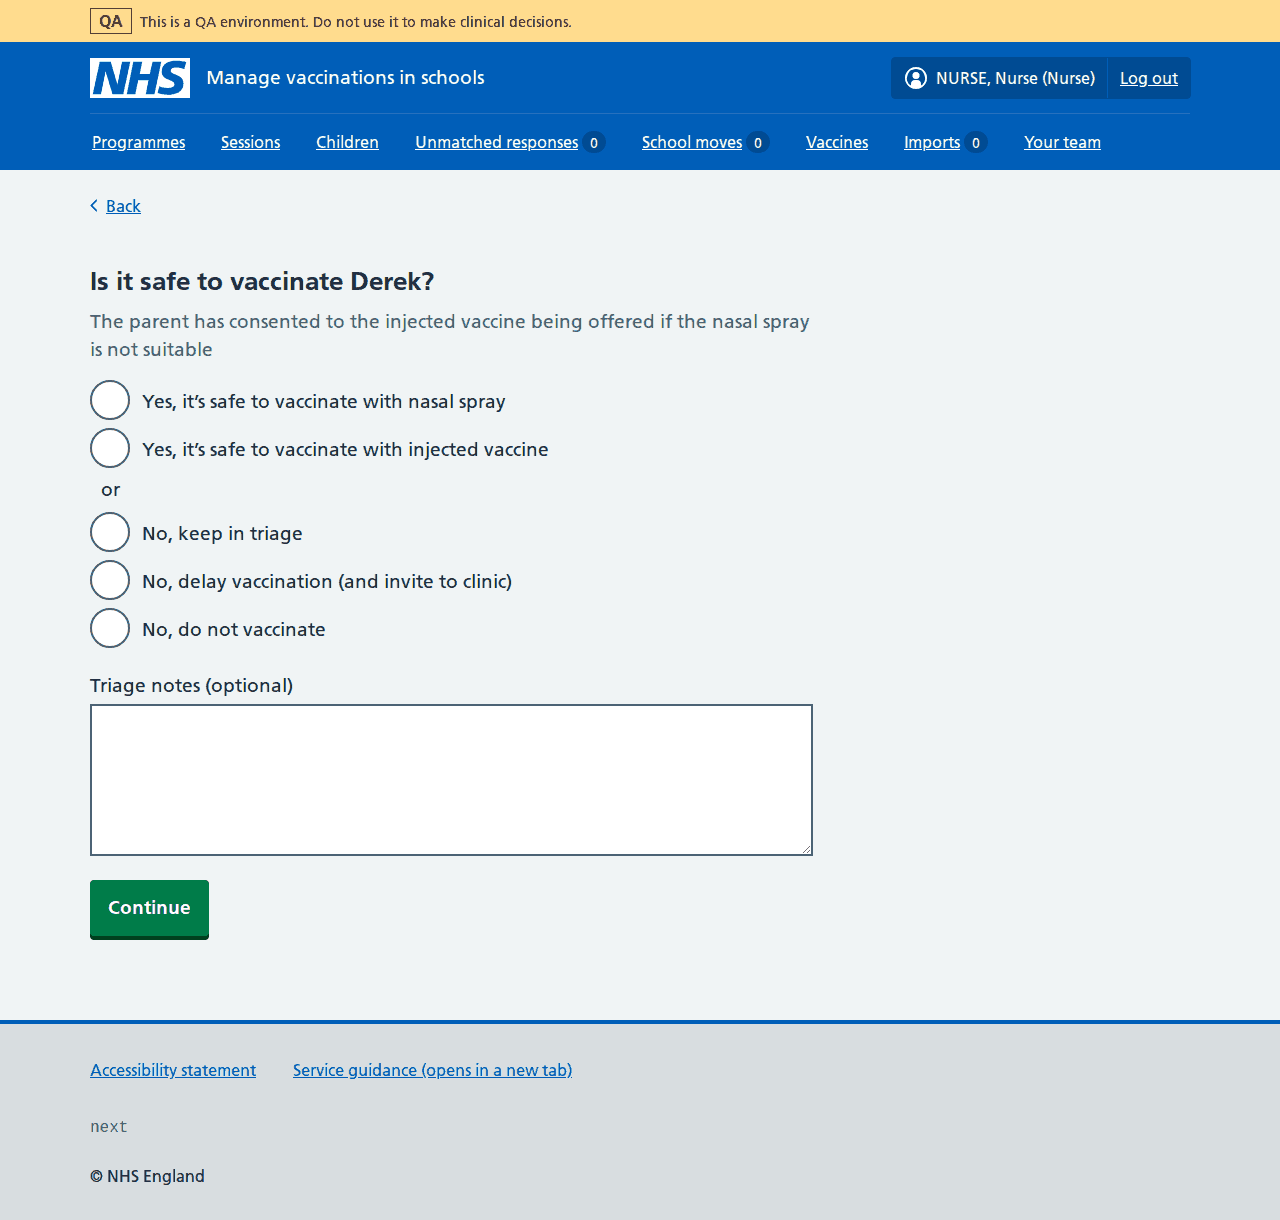 QA This is a QA environment. Do not use it to make clinical decisions.
NHS Manage vaccinations in schools NURSE, Nurse (Nurse) Log out
Programmes Sessions Children Unmatched responses 0 School moves 0 Vaccines Imports 0 Your team
Back
Is it safe to vaccinate Derek?
The parent has consented to the injected vaccine being offered if the nasal spray
is not suitable
Yes, it’s safe to vaccinate with nasal spray
Yes, it’s safe to vaccinate with injected vaccine
or
No, keep in triage
No, delay vaccination (and invite to clinic)
No, do not vaccinate
Triage notes (optional)
Continue
Accessibility statement Service guidance (opens in a new tab)
next
© NHS England